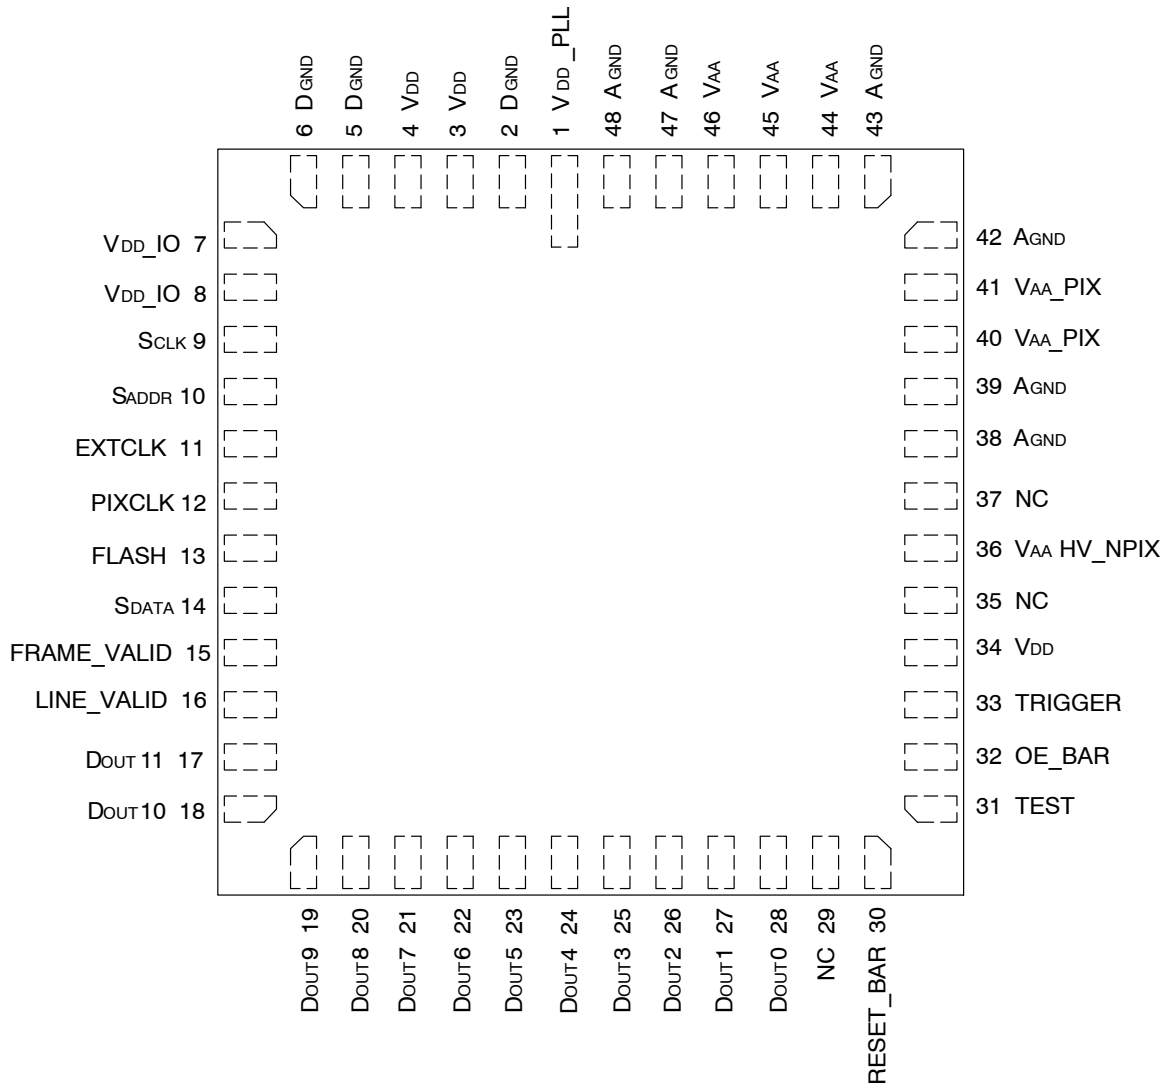 6 DGND
5 DGND
4 VDD
3 VDD
2 DGND
1 VDD_PLL
48 AGND
47 AGND
46 VAA
45 VAA
44 VAA
43 AGND
VDD_IO 7
VDD_IO 8
SCLK 9
SADDR 10
EXTCLK 11
PIXCLK 12
FLASH 13
SDATA 14
FRAME_VALID 15
LINE_VALID 16
DOUT11 17
DOUT10 18
42 AGND
41 VAA_PIX
40 VAA_PIX
39 AGND
38 AGND
37 NC
36 VAA HV_NPIX
35 NC
34 VDD
33 TRIGGER
32 OE_BAR
31 TEST
DOUT9 19
DOUT8 20
DOUT7 21
DOUT6 22
DOUT5 23
DOUT4 24
DOUT3 25
DOUT2 26
DOUT1 27
DOUT0 28
NC 29
RESET_BAR 30